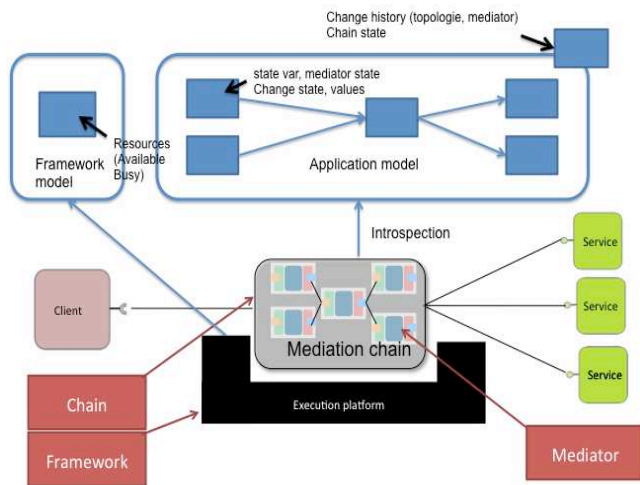 Change history (topologie, mediator)
Chain state
state var, mediator state
Change state, values
Resources
(Available
Busy)
Framework
model
Application model
Introspection
Service
Client
Service
Mediation chain
Service
Chain
Execution platform
Framework
Mediator